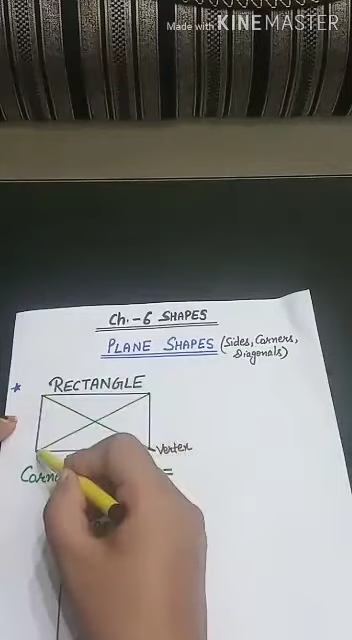 Made with KINEMASTER
Ch.-6 SHAPES
PLANE SHAPES (Sides, Corners,
Diagonals)
* RECTANGLE
Vertex
=